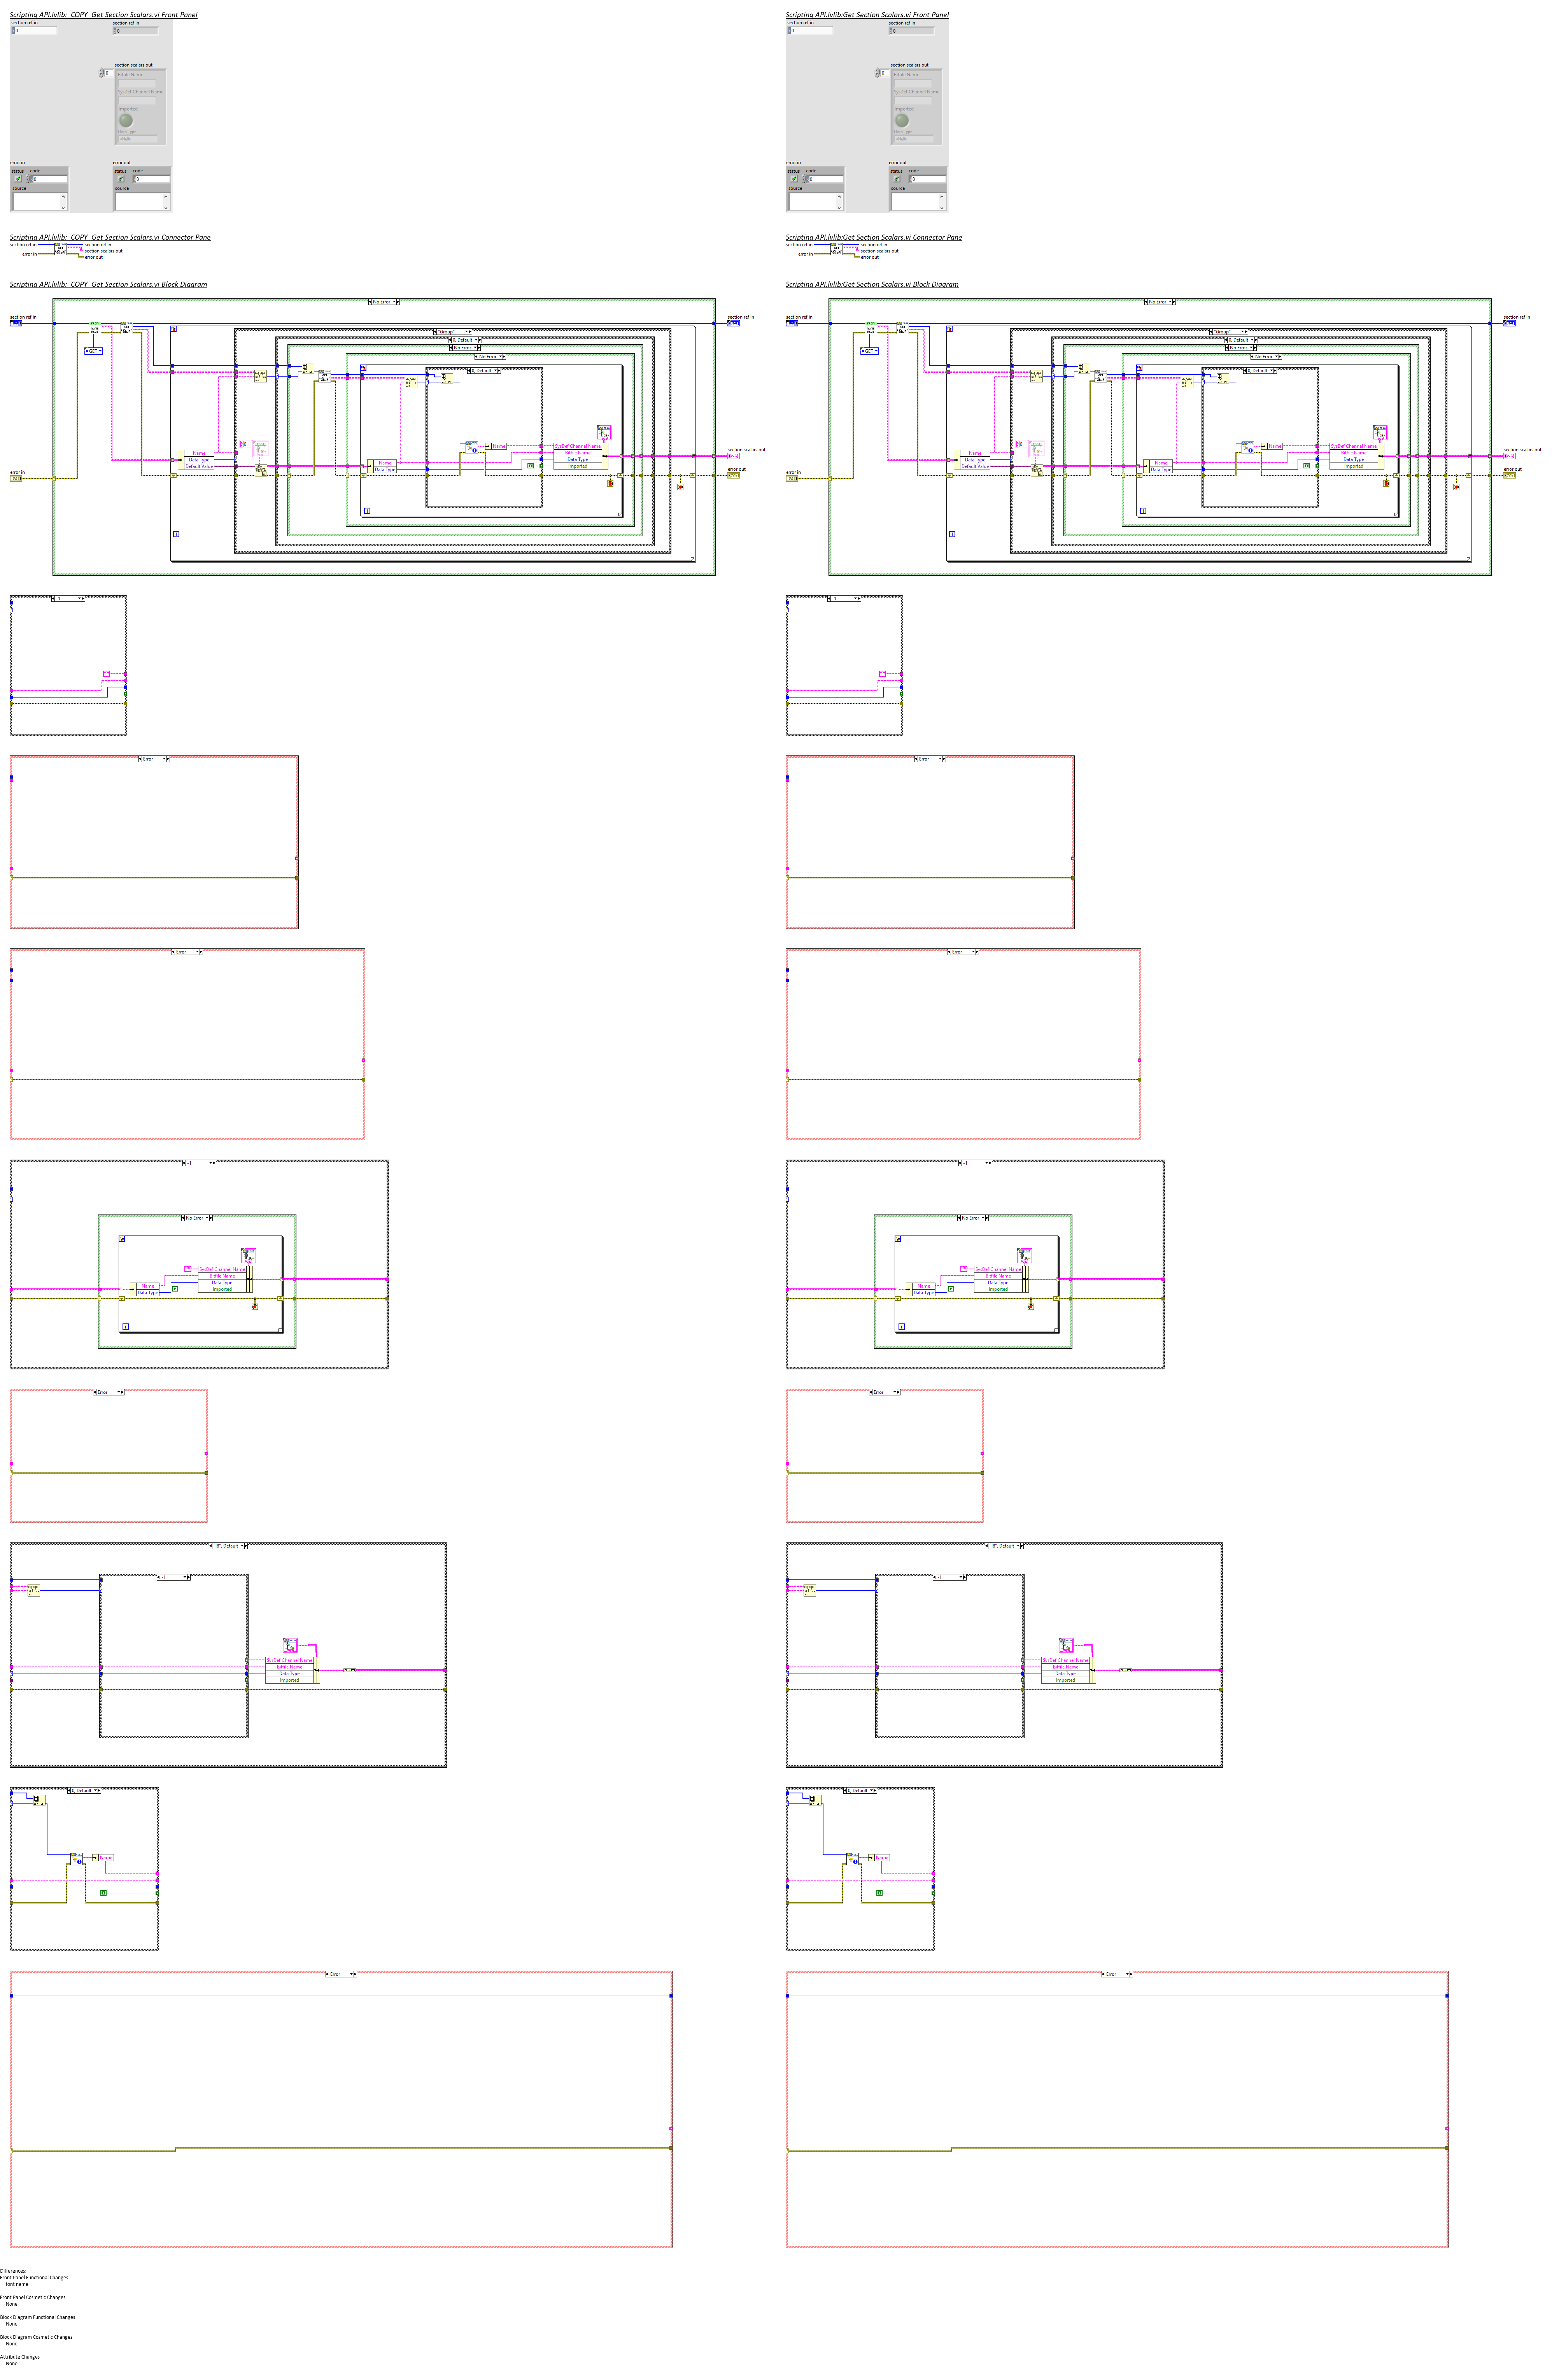 Scripting API.lvlib:_COPY_Get Section Scalars.vi Front Panel
section ref in
section ref in
0
0
section scalars out
0
Bitfile Name
SysDef Channel Name
Imported
Data Type
error in
error out
status code
0
status code
0
source
source
Scripting API.lvlib:Get Section Scalars.vi Front Panel
section ref in
section ref in
0
0
section scalars out
0
Bitfile Name
SysDef Channel Name
Imported
Data Type
error in
error out
status code
0
status code
0
source
source
Scripting API.lvlib:_COPY_Get Section Scalars.vi Connector Pane
section ref in
section ref in
section scalars out
error in
error out
Scripting API.lvlib:Get Section Scalars.vi Connector Pane
section ref in
section ref in
section scalars out
error in
error out
Scripting API.lvlib:_COPY_Get Section Scalars.vi Block Diagram
No Error
section ref in
section ref in
"Group"
0, Default
No Error
No Error
GET
0, Default
Name
Data Type
Default Value
Name
Data Type
Name
SysDef Channel Name
Bitfile Name
Data Type
Imported
section scalars out
error in
error out
Scripting API.lvlib:Get Section Scalars.vi Block Diagram
No Error
section ref in
section ref in
"Group"
0, Default
No Error
No Error
GET
0, Default
Name
Data Type
Default Value
Name
Data Type
Name
SysDef Channel Name
Bitfile Name
Data Type
Imported
section scalars out
error in
error out
-1
-1
Error
Error
Error
Error
-1
No Error
Name
Data Type
SysDef Channel Name
Bitfile Name
Data Type
Imported
-1
No Error
Name
Data Type
SysDef Channel Name
Bitfile Name
Data Type
Imported
Error
Error
"I8", Default
-1
SysDef Channel Name
Bitfile Name
Data Type
Imported
"I8", Default
-1
SysDef Channel Name
Bitfile Name
Data Type
Imported
0, Default
Name
0, Default
Name
Error
Error
Differences:
Front Panel Functional Changes
font name
Front Panel Cosmetic Changes
None
Block Diagram Functional Changes
None
Block Diagram Cosmetic Changes
None
Attribute Changes
None